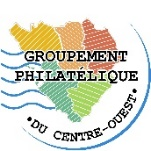 GROUPEMENT
PHILATÉLIQUE
•DU CENTRE-OUEST•